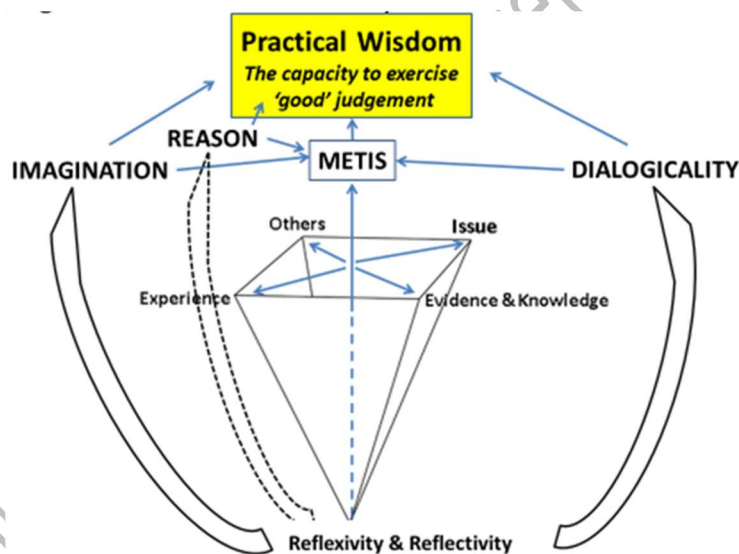 Practical Wisdom
The capacity to exercise
‘good’ judgement
REASON
IMAGINATION
METIS
DIALOGICALITY
Others
Issue
Experience
Evidence & Knowledge
Reflexivity & Reflectivity